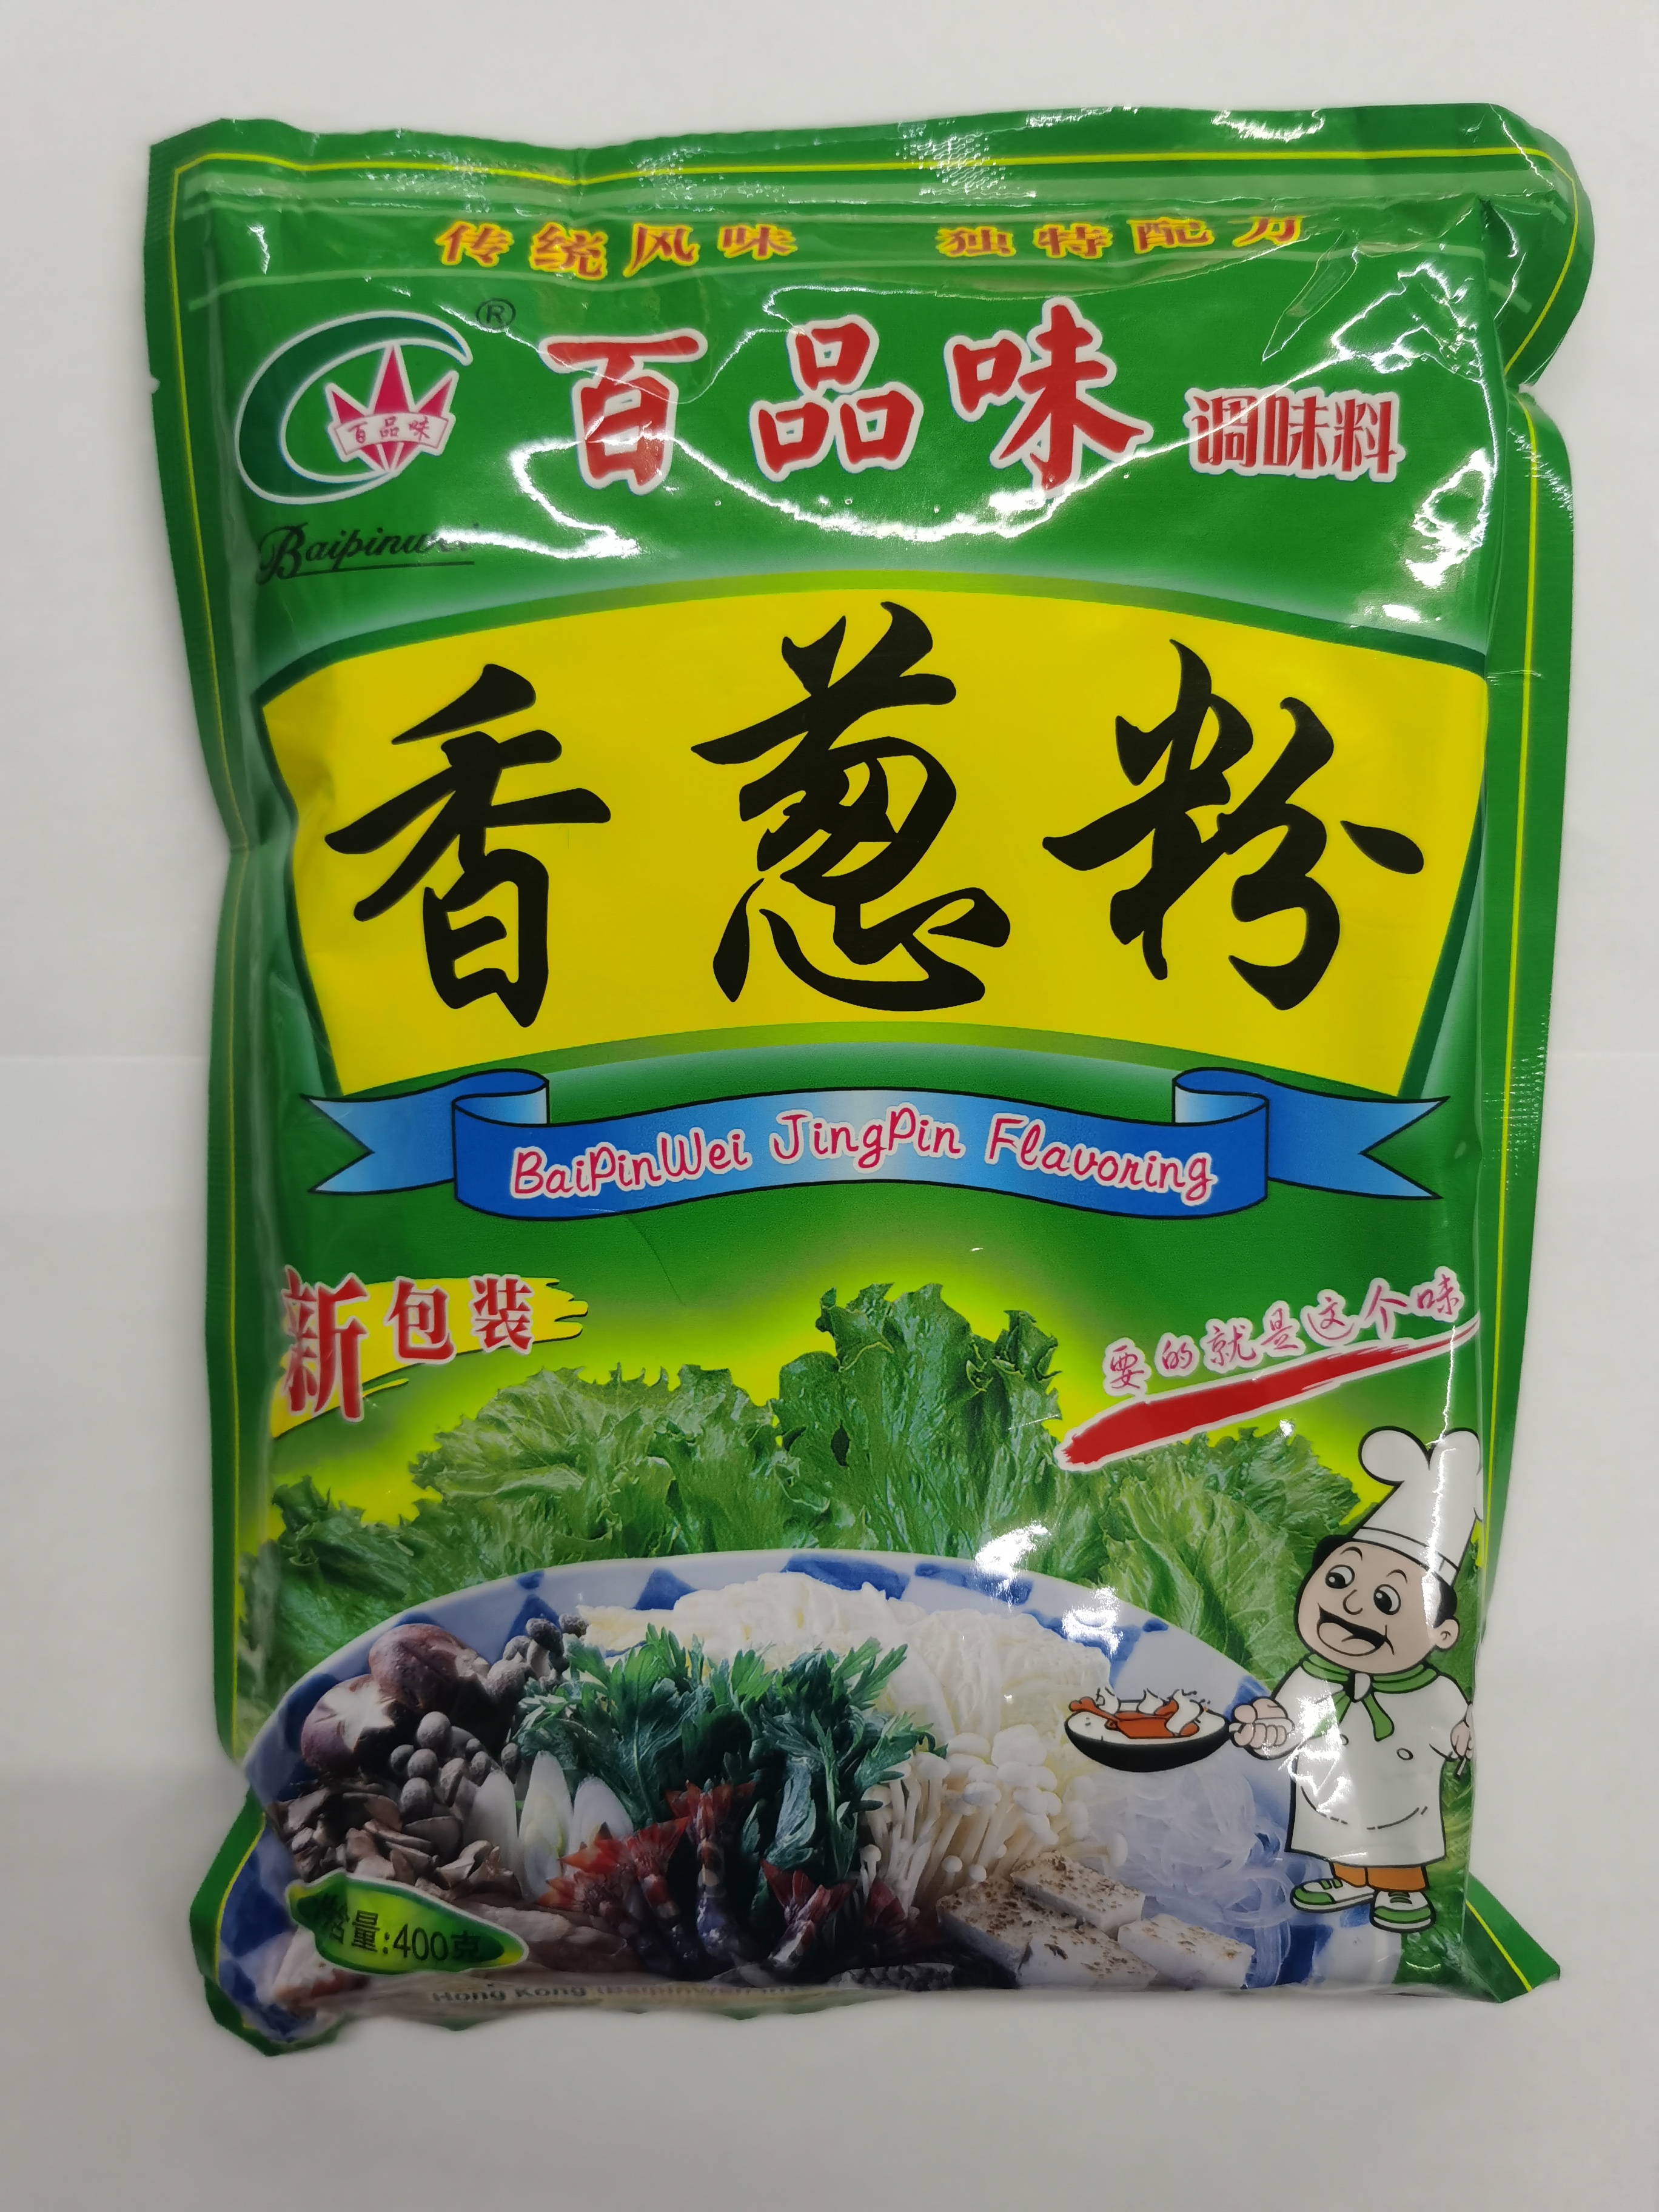 传统风味 独特配方
®
百品味 调味料
百品味
Baipinwei
香葱粉
BaiPinWei JingPin Flavoring
新包装
要的就是这个味
含量:400克
Hong Kong